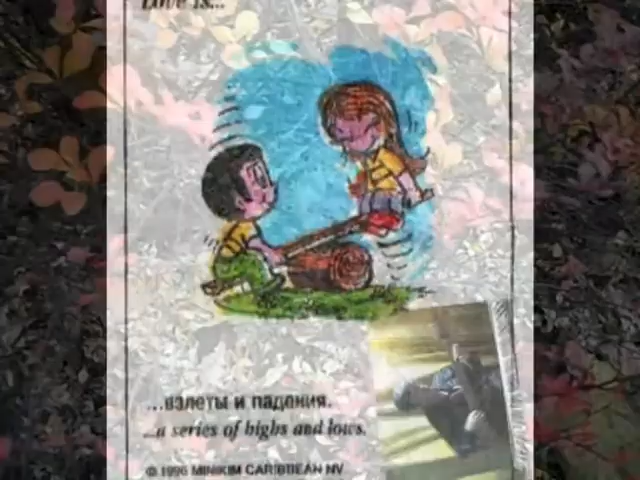 Love is...
...взлеты и падения.
...a series of highs and lows.
© 1996 MINIKIM CARIBBEAN NV